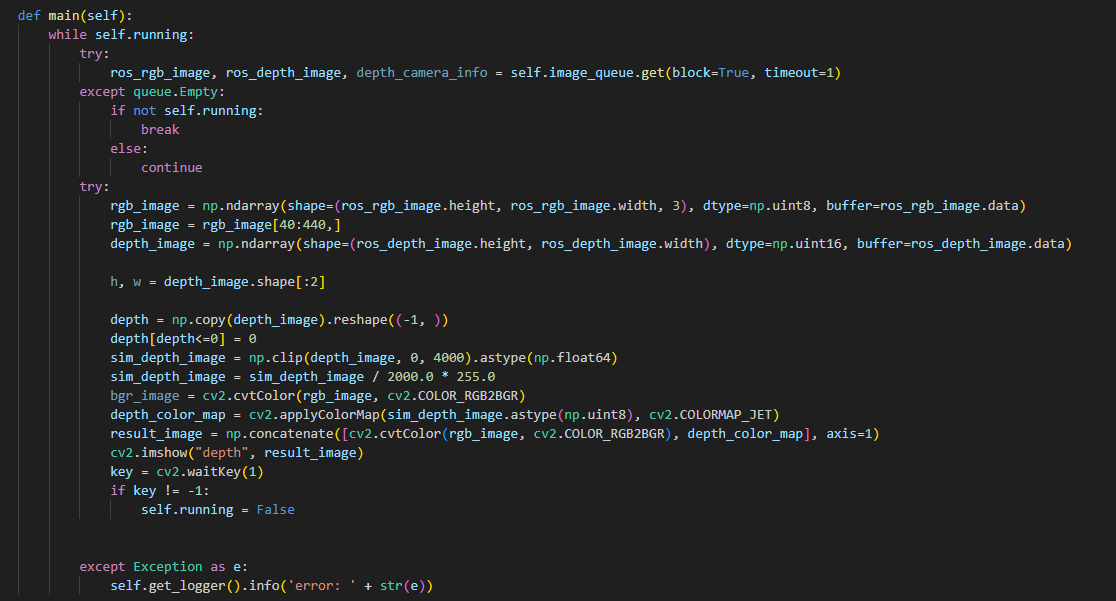 def main(self):
    while self.running:
        try:
            ros_rgb_image, ros_depth_image, depth_camera_info = self.image_queue.get(block=True, timeout=1)
        except queue.Empty:
            if not self.running:
                break
            else:
                continue
        try:
            rgb_image = np.ndarray(shape=(ros_rgb_image.height, ros_rgb_image.width, 3), dtype=np.uint8, buffer=ros_rgb_image.data)
            rgb_image = rgb_image[40:440,]
            depth_image = np.ndarray(shape=(ros_depth_image.height, ros_depth_image.width), dtype=np.uint16, buffer=ros_depth_image.data)
            h, w = depth_image.shape[:2]
            depth = np.copy(depth_image).reshape((-1, ))
            depth[depth<=0] = 0
            sim_depth_image = np.clip(depth_image, 0, 4000).astype(np.float64)
            sim_depth_image = sim_depth_image / 2000.0 * 255.0
            bgr_image = cv2.cvtColor(rgb_image, cv2.COLOR_RGB2BGR)
            depth_color_map = cv2.applyColorMap(sim_depth_image.astype(np.uint8), cv2.COLORMAP_JET)
            result_image = np.concatenate([cv2.cvtColor(rgb_image, cv2.COLOR_RGB2BGR), depth_color_map], axis=1)
            cv2.imshow("depth", result_image)
            key = cv2.waitKey(1)
            if key != -1:
                self.running = False
        except Exception as e:
            self.get_logger().info('error: ' + str(e))